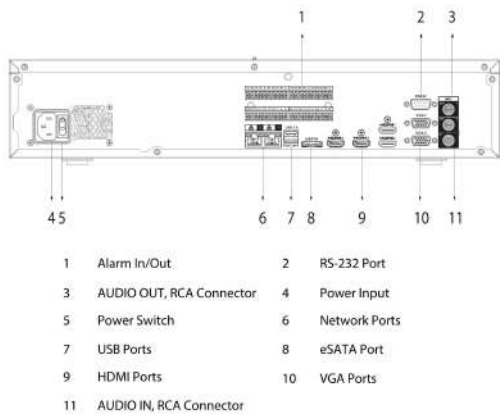 1 2 3
4 5 6 7 8 9 10 11
1 Alarm In/Out 2 RS-232 Port
3 AUDIO OUT, RCA Connector 4 Power Input
5 Power Switch 6 Network Ports
7 USB Ports 8 eSATA Port
9 HDMI Ports 10 VGA Ports
11 AUDIO IN, RCA Connector